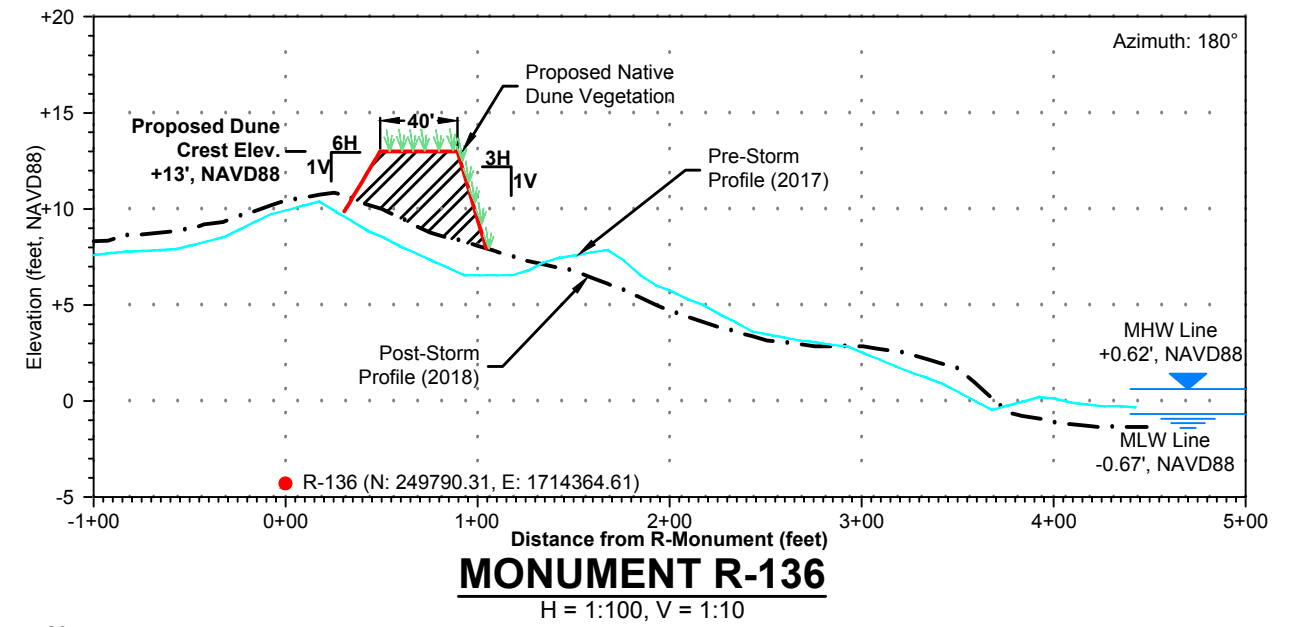 +20
+15
+10
+5
0
-5
Elevation (feet, NAVD88)
Azimuth: 180°
Proposed Native
Dune Vegetation
40'
Proposed Dune
Crest Elev.
+13', NAVD88
6H
1V
3H
1V
Pre-Storm
Profile (2017)
Post-Storm
Profile (2018)
MHW Line
+0.62', NAVD88
MLW Line
-0.67', NAVD88
R-136 (N: 249790.31, E: 1714364.61)
-1+00
0+00
1+00
2+00
3+00
4+00
5+00
Distance from R-Monument (feet)
MONUMENT R-136
H = 1:100, V = 1:10